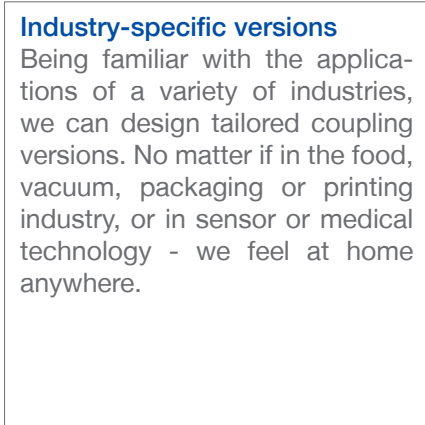 Industry-specific versions
Being familiar with the applica-
tions of a variety of industries,
we can design tailored coupling
versions. No matter if in the food,
vacuum, packaging or printing
industry, or in sensor or medical
technology - we feel at home
anywhere.